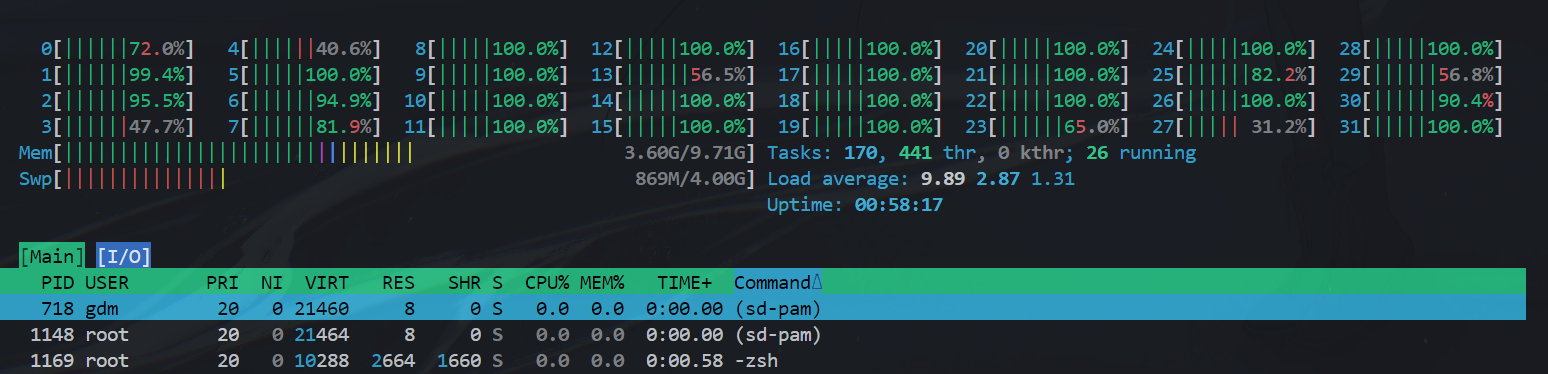 0[||||||72.0%] 4[||||||40.6%] 8[|||||100.0%] 12[|||||100.0%] 16[|||||100.0%] 20[|||||100.0%] 24[|||||100.0%] 28[|||||100.0%]
1[||||||99.4%] 5[|||||100.0%] 9[|||||100.0%] 13[||||||56.5%] 17[|||||100.0%] 21[|||||100.0%] 25[||||||82.2%] 29[||||||56.8%]
2[||||||95.5%] 6[||||||94.9%] 10[|||||100.0%] 14[|||||100.0%] 18[|||||100.0%] 22[|||||100.0%] 26[|||||100.0%] 30[||||||90.4%]
3[||||||47.7%] 7[||||||81.9%] 11[|||||100.0%] 15[|||||100.0%] 19[|||||100.0%] 23[||||||65.0%] 27[||||| 31.2%] 31[|||||100.0%]
Mem[||||||||||||||||||||||||||||||||3.60G/9.71G] Tasks: 170, 441 thr, 0 kthr; 26 running
Swp[|||||||||||||||869M/4.00G] Load average: 9.89 2.87 1.31
Uptime: 00:58:17
[Main] [I/O]
PID USER PRI NI VIRT RES SHR S CPU% MEM% TIME+ Command△
718 gdm 20 0 21460 8 0 S 0.0 0.0 0:00.00 (sd-pam)
1148 root 20 0 21464 8 0 S 0.0 0.0 0:00.00 (sd-pam)
1169 root 20 0 10288 2664 1660 S 0.0 0.0 0:00.58 -zsh